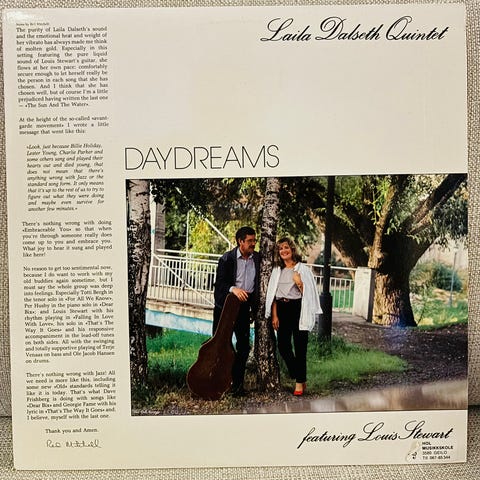 Notes by Red Mitchell:
The purity of Laila Dalseth's sound
and the emotional heat and weight of
her vibrato has always made me think
of molten gold. Especially in this
setting featuring the pure liquid
sound of Louis Stewart's guitar, she
flows at her own pace; comfortably
secure enough to let herself really be
the person in each song that she has
chosen. And I think that she has
chosen well, but of course I'm a little
prejudiced having written the last one
— «The Sun And The Water».
At the height of the so-called «avant-
garde movement» I wrote a little
message that went like this:
«Look, just because Billie Holiday,
Lester Young, Charlie Parker and
some others sang and played their
hearts out and died young, that
does not mean that there's
anything wrong with Jazz or the
standard song form. It only means
that it's up to the rest of us to try to
figure out what they were doing
and maybe even survive for
another few minutes.»
There's nothing wrong with doing
«Embraceable You» so that when
you're through someone really does
come up to you and embrace you.
What joy to hear it sung and played
like here!
No reason to get too sentimental now,
because I do want to work with my
old buddies again sometime, but I
must say the whole group was deep
into feelings. Especially Totti Bergh in
the tenor solo in «For All We Know»,
Per Husby in the piano solo in «Dear
Bix»; and Louis Stewart with his
rhythm playing in «Falling In Love
With Love», his solo in «That's The
Way It Goes» and his responsive
accompaniment in the lead-off tunes
on both sides. All with the swinging
and totally supportive playing of Terje
Venaas on bass and Ole Jacob Hansen
on drums.
There's nothing wrong with Jazz! All
we need is more like this, including
some new «Old» standards telling it
like it is today. That's what Dave
Frishberg is doing with songs like
«Dear Bix» and Georgie Fame with his
lyric in «That's The Way It Goes» and,
I believe, myself with the last one.
Thank you and Amen.
Red Mitchell
Laila Dalseth Quintet
DAYDREAMS
featuring Louis Stewart
HOL
MUSIKKSKOLE
3580 GEILO